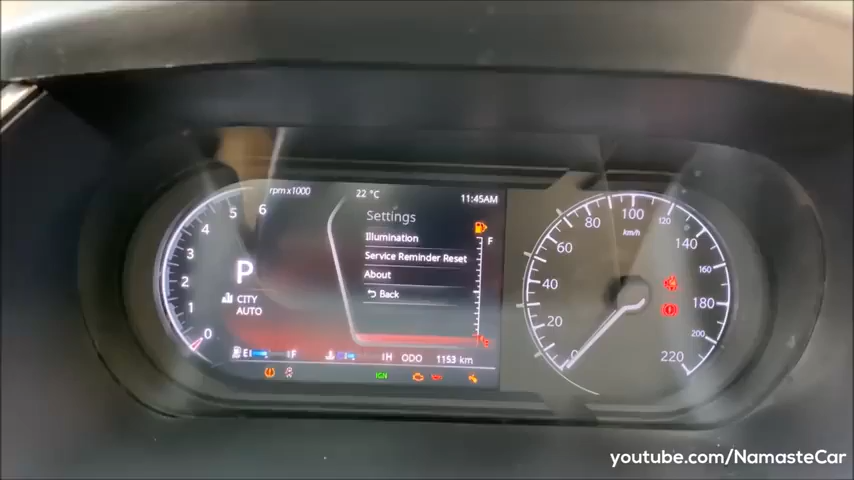 rpm x1000
22 °C
11:45AM
Settings
Illumination
Service Reminder Reset
About
Back
F
P
CITY
AUTO
0
1
2
3
4
5
6
E
F
H
ODO
1153 km
IGN
0
20
40
60
80
100
120
140
160
180
200
220
km/h
youtube.com/NamasteCar